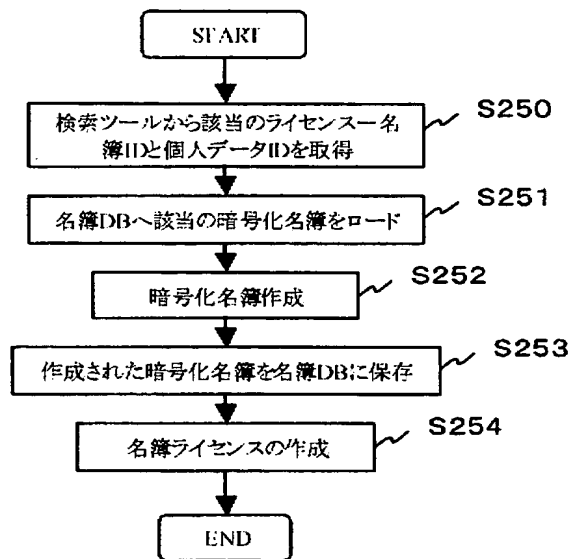 START
検索ツールから該当のライセンスー名
簿IDと個人データIDを取得
S250
名簿DBへ該当の暗号化名簿をロード
S251
暗号化名簿作成
S252
作成された暗号化名簿を名簿DBに保存
S253
名簿ライセンスの作成
S254
END